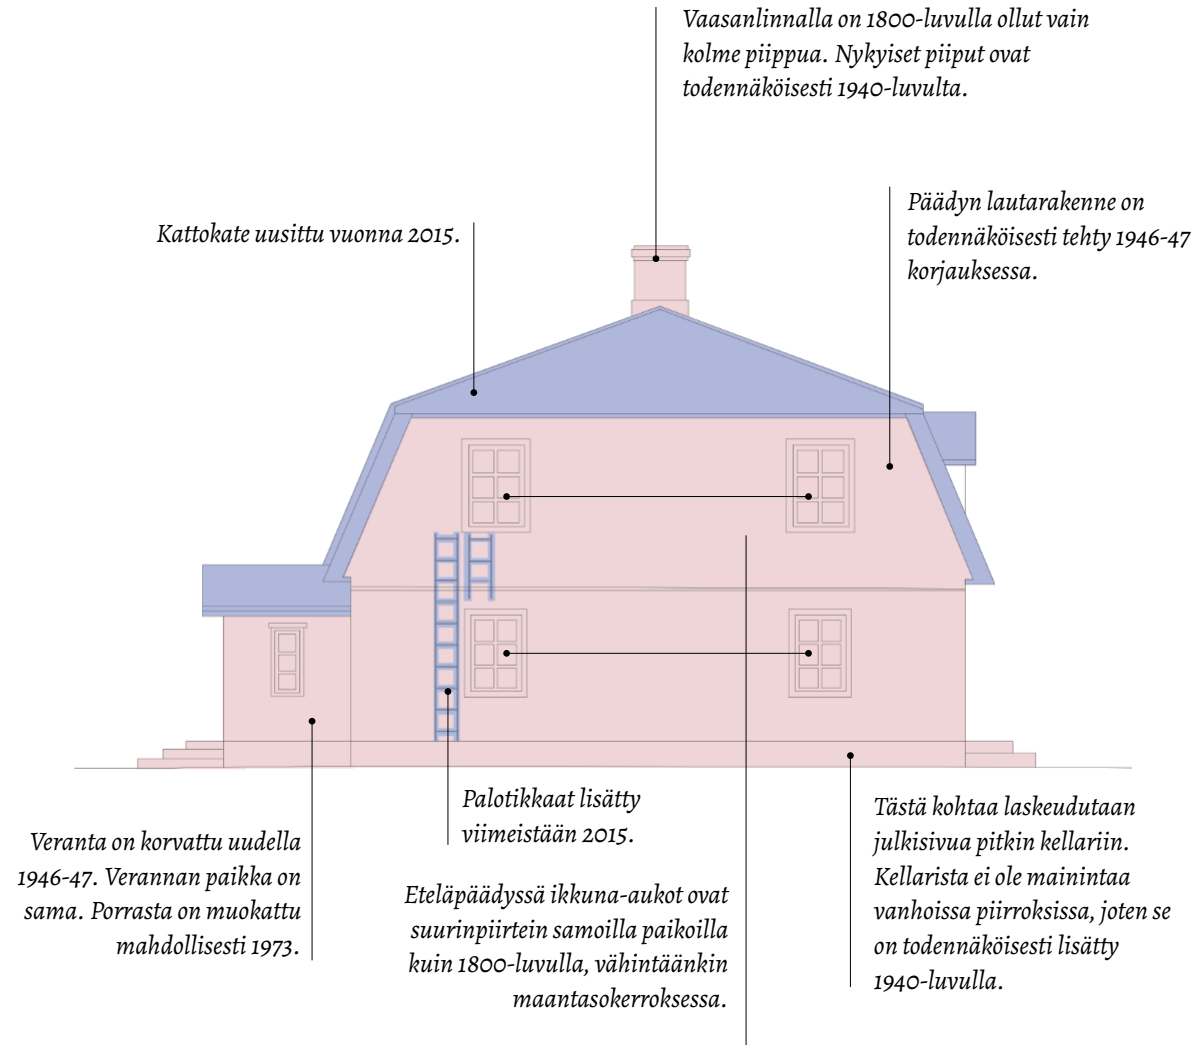 Vaasanlinnalla on 1800-luvulla ollut vain
kolme piippua. Nykyiset piiput ovat
todennäköisesti 1940-luvulta.
Päädyn lautarakenne on
todennäköisesti tehty 1946-47
korjauksessa.
Kattokate uusittu vuonna 2015.
Palotikkaat lisätty
viimeistään 2015.
Veranta on korvattu uudella
1946-47. Verannan paikka on
sama. Porrasta on muokattu
mahdollisesti 1973.
Eteläpäädyssä ikkuna-aukot ovat
suurinpiirtein samoilla paikoilla
kuin 1800-luvulla, vähintäänkin
maantasokerroksessa.
Tästä kohtaa laskeudutaan
julkisivua pitkin kellariin.
Kellarista ei ole mainintaa
vanhoissa piirroksissa, joten se
on todennäköisesti lisätty
1940-luvulla.